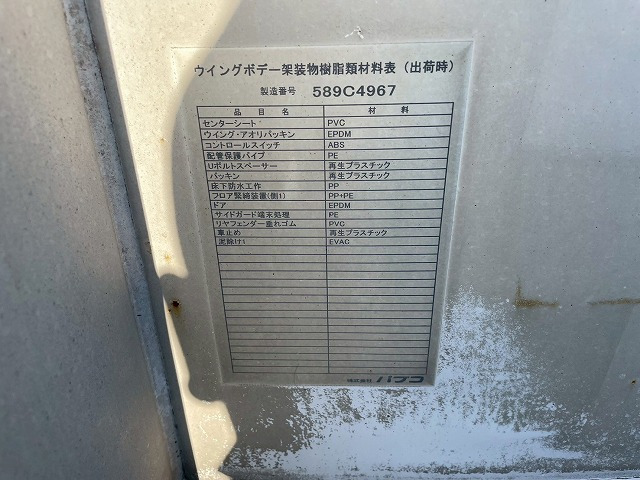 ウイングボデー架装物樹脂類材料表（出荷時）
製造番号 589C4967
品目名 材料
センターシート PVC
ウイング・アオリパッキン EPDM
コントロールスイッチ ABS
配管保護パイプ PE
Uボルトスペーサー 再生プラスチック
パッキン 再生プラスチック
床下防水工作 PP
フロア緊締装置(側1) PP+PE
ドア EPDM
サイドガード端末処理 PE
リヤフェンダー垂れゴム PVC
車止め 再生プラスチック
泥除け1 EVAC
株式会社 パブコ